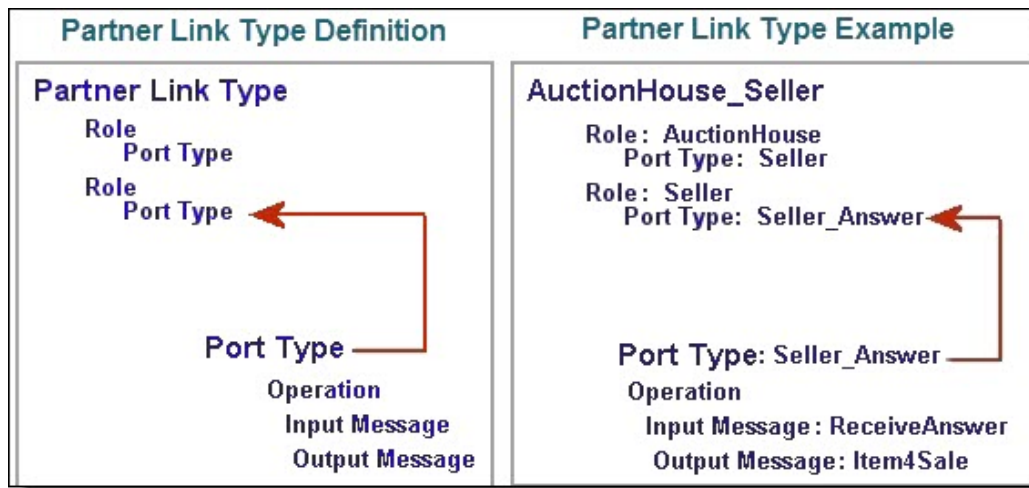 Partner Link Type Definition
Partner Link Type
Role
Port Type
Role
Port Type
Port Type
Operation
Input Message
Output Message
Partner Link Type Example
AuctionHouse_Seller
Role: AuctionHouse
Port Type: Seller
Role: Seller
Port Type: Seller_Answer
Port Type: Seller_Answer
Operation
Input Message: ReceiveAnswer
Output Message: Item4Sale